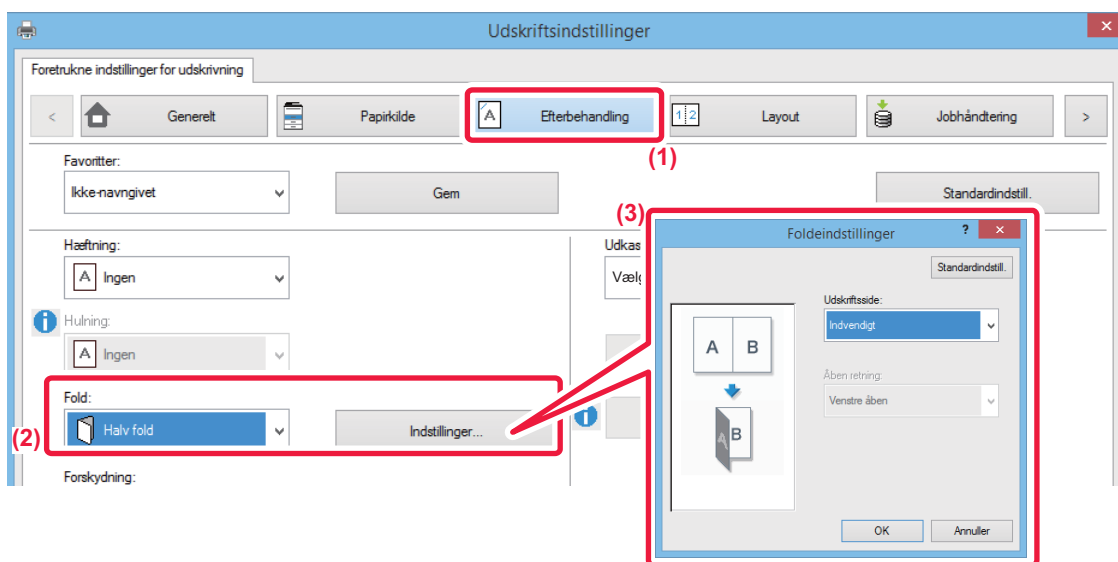 Udskriftsindstillinger
Foretrukne indstillinger for udskrivning
< Generelt Papirkilde A Efterbehandling 1 2 Layout Jobhåndtering >
(1)
Favoritter:
Ikke-navngivet Gem Standardindstill.
(3)
Foldeindstillinger ?
Standardindstill.
Udskriftsside:
Indvendigt
A B
Åben retning:
Venstre åben
A B
OK Annuller
Hæftning:
A Ingen
Hulning:
A Ingen
Udkas
Vælg
(2)
Fold:
Halv fold Indstillinger...
Forskydning: